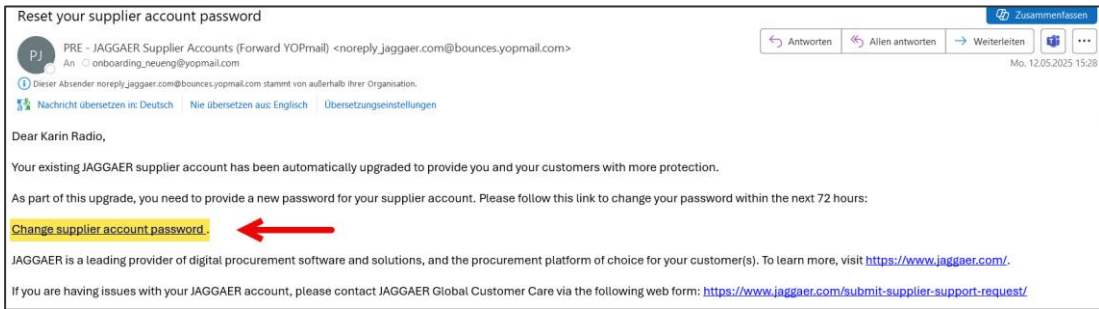 Reset your supplier account password
Zusammenfassen
PJ
PRE - JAGGAER Supplier Accounts (Forward YOPmail) <noreply_jaggaer.com@bounces.yopmail.com>
An onboarding_neueng@yopmail.com
Antworten Allen antworten Weiterleiten ...
Mo. 12.05.2025 15:28
Dieser Absender noreply_jaggaer.com@bounces.yopmail.com stammt von außerhalb Ihrer Organisation.
Nachricht übersetzen in: Deutsch Nie übersetzen aus: Englisch Übersetzungseinstellungen
Dear Karin Radio,
Your existing JAGGAER supplier account has been automatically upgraded to provide you and your customers with more protection.
As part of this upgrade, you need to provide a new password for your supplier account. Please follow this link to change your password within the next 72 hours:
Change supplier account password .
JAGGAER is a leading provider of digital procurement software and solutions, and the procurement platform of choice for your customer(s). To learn more, visit https://www.jaggaer.com/.
If you are having issues with your JAGGAER account, please contact JAGGAER Global Customer Care via the following web form: https://www.jaggaer.com/submit-supplier-support-request/